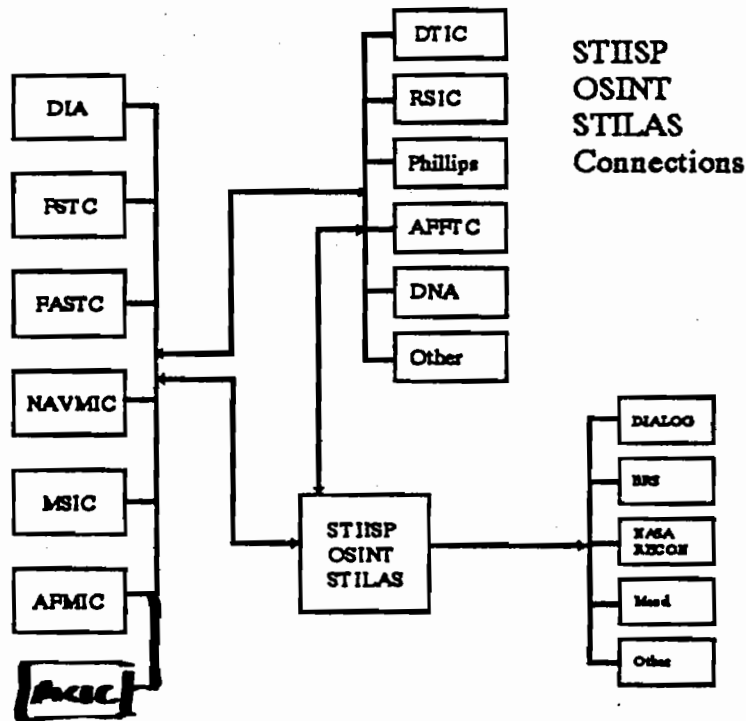 STIISP
OSINT
STILAS
Connections
DIA
FSTC
FASTC
NAVMIC
MSIC
AFMIC
DTIC
RSIC
Phillips
AFFTC
DNA
Other
STIISP
OSINT
STILAS
DIALOG
BRS
NASA
RECON
Mead
Other